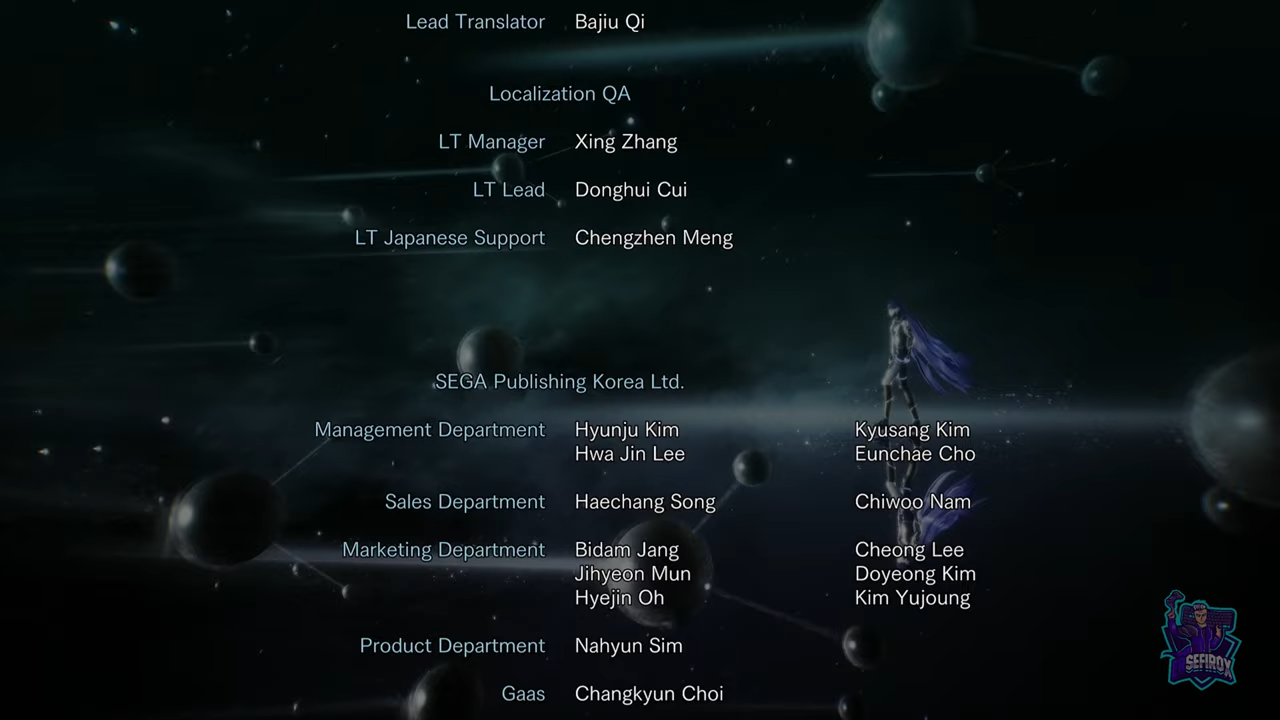 Lead Translator Bajiu Qi
Localization QA
LT Manager Xing Zhang
LT Lead Donghui Cui
LT Japanese Support Chengzhen Meng
SEGA Publishing Korea Ltd.
Management Department Hyunju Kim Kyusang Kim
Hwa Jin Lee Eunchae Cho
Sales Department Haechang Song Chiwoo Nam
Marketing Department Bidam Jang Cheong Lee
Jihyeon Mun Doyeong Kim
Hyejin Oh Kim Yujoung
Product Department Nahyun Sim
Gaas Changkyun Choi
SEFIROX